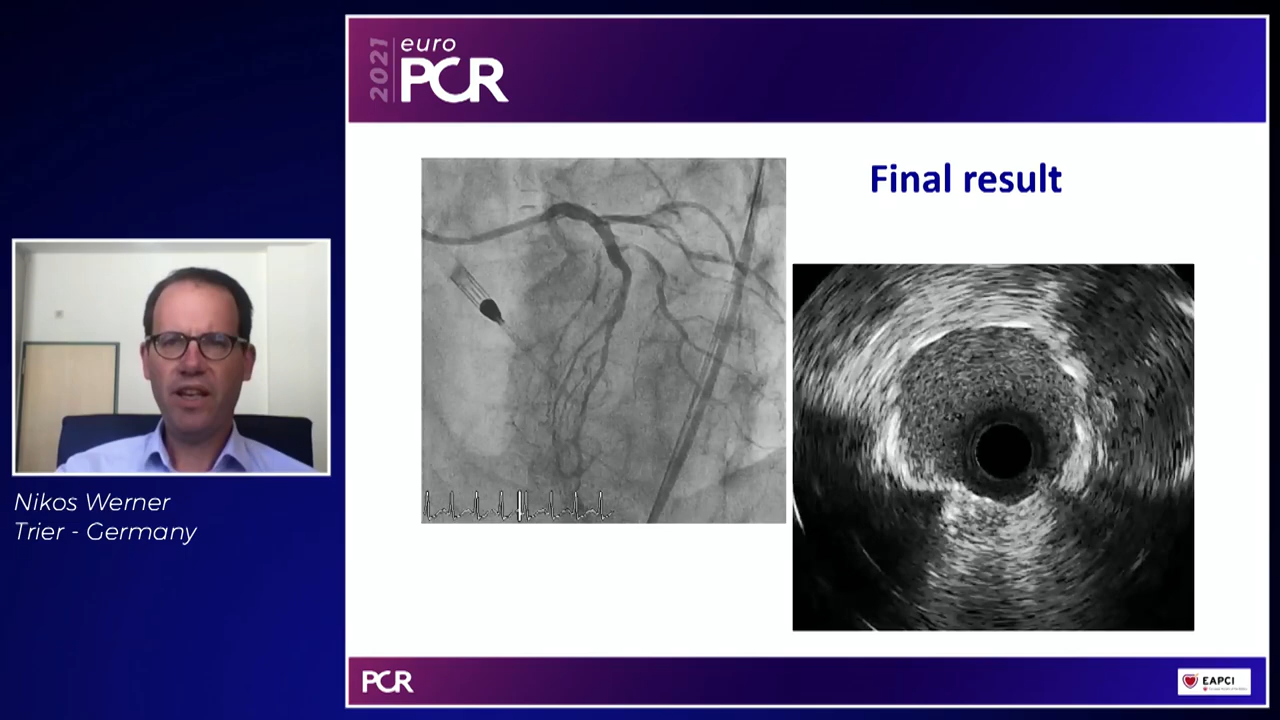 2021
euro
PCR
Final result
Nikos Werner
Trier - Germany
PCR
EAPCI